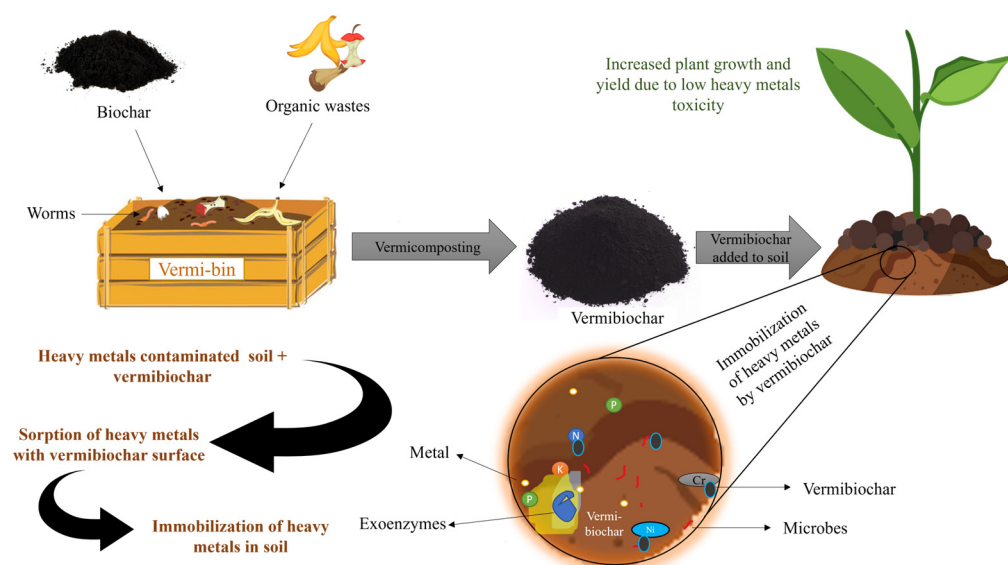 Biochar
Organic wastes
Increased plant growth and
yield due to low heavy metals
toxicity
Worms
Vermi-bin
Vermicomposting
Vermibiochar
Vermibiochar
added to soil
Immobilization
of heavy metals
by vermibiochar
Heavy metals contaminated soil +
vermibiochar
Sorption of heavy metals
with vermibiochar surface
Immobilization of heavy
metals in soil
Metal
Exoenzymes
P
N
K
P
Cr
Vermi-
biochar
Ni
Vermibiochar
Microbes